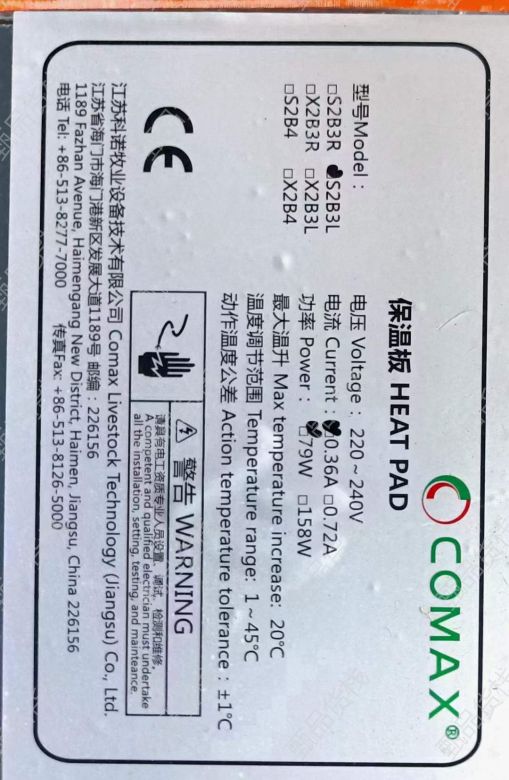 COMAX®
保温板 HEAT PAD
型号Model：
□S2B3R □S2B3L
□X2B3R □X2B3L
□S2B4 □X2B4
电压 Voltage：220～240V
电流 Current：□0.36A □0.72A
功率 Power：□79W □158W
最大温升 Max temperature increase: 20℃
温度调节范围 Temperature range: 1～45℃
动作温度公差 Action temperature tolerance：±1℃
CE
警告 WARNING
请具有电工资质专业人员设置、调试、检测和维修,
A competent and qualified electrician must undertake
all the installation, setting, testing, and mainteance.
江苏科诺牧业设备技术有限公司 Comax Livestock Technology (Jiangsu) Co., Ltd.
江苏省海门市海门港新区发展大道1189号 邮编：226156
1189 Fazhan Avenue, Haimengang New District, Haimen, Jiangsu, China 226156
电话 Tel: +86-513-8277-7000 传真Fax: +86-513-8126-5000